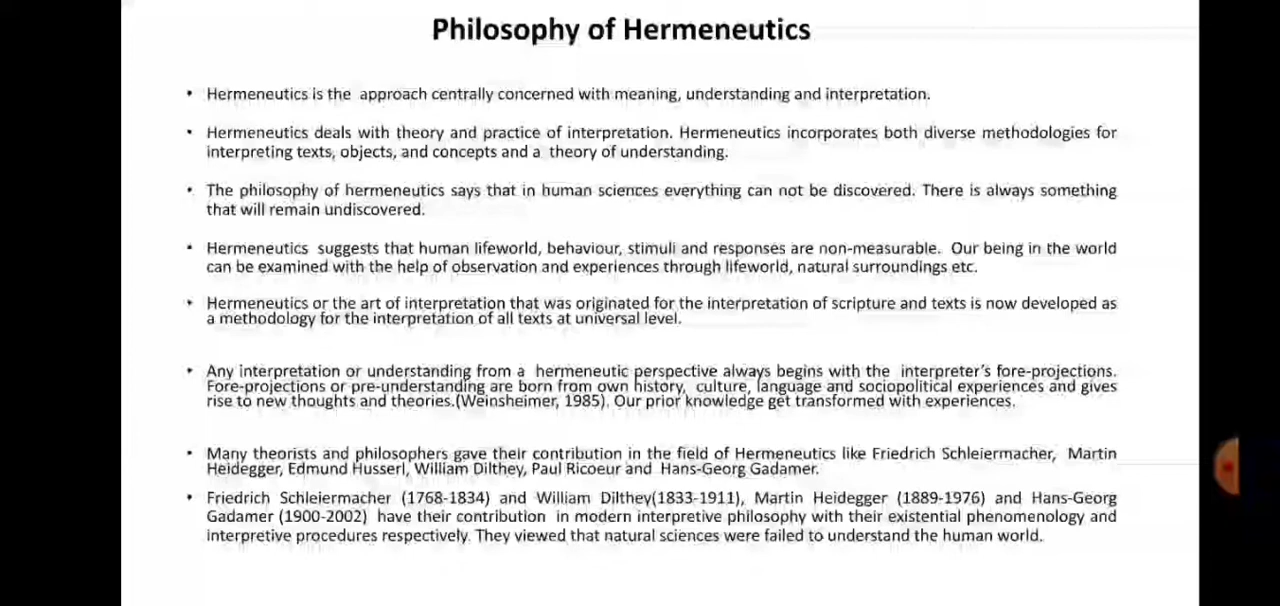 Philosophy of Hermeneutics
• Hermeneutics is the approach centrally concerned with meaning, understanding and interpretation.
• Hermeneutics deals with theory and practice of interpretation. Hermeneutics incorporates both diverse methodologies for
interpreting texts, objects, and concepts and a theory of understanding.
• The philosophy of hermeneutics says that in human sciences everything can not be discovered. There is always something
that will remain undiscovered.
• Hermeneutics suggests that human lifeworld, behaviour, stimuli and responses are non-measurable. Our being in the world
can be examined with the help of observation and experiences through lifeworld, natural surroundings etc.
• Hermeneutics or the art of interpretation that was originated for the interpretation of scripture and texts is now developed as
a methodology for the interpretation of all texts at universal level.
• Any interpretation or understanding from a hermeneutic perspective always begins with the interpreter's fore-projections.
Fore-projections or pre-understanding are born from own history, culture, language and sociopolitical experiences and gives
rise to new thoughts and theories.(Weinsheimer, 1985). Our prior knowledge get transformed with experiences.
• Many theorists and philosophers gave their contribution in the field of Hermeneutics like Friedrich Schleiermacher, Martin
Heidegger, Edmund Husserl, William Dilthey, Paul Ricoeur and Hans-Georg Gadamer.
• Friedrich Schleiermacher (1768-1834) and William Dilthey(1833-1911), Martin Heidegger (1889-1976) and Hans-Georg
Gadamer (1900-2002) have their contribution in modern interpretive philosophy with their existential phenomenology and
interpretive procedures respectively. They viewed that natural sciences were failed to understand the human world.